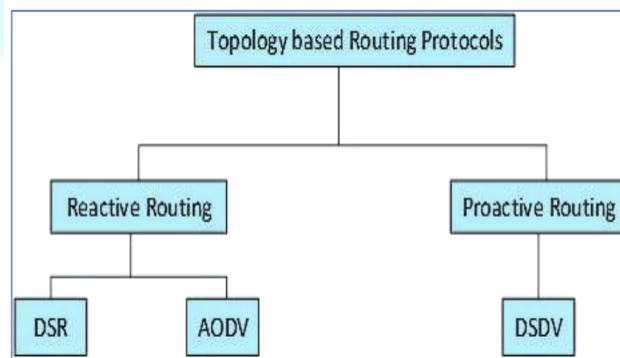 Topology based Routing Protocols
Reactive Routing
Proactive Routing
DSR
AODV
DSDV